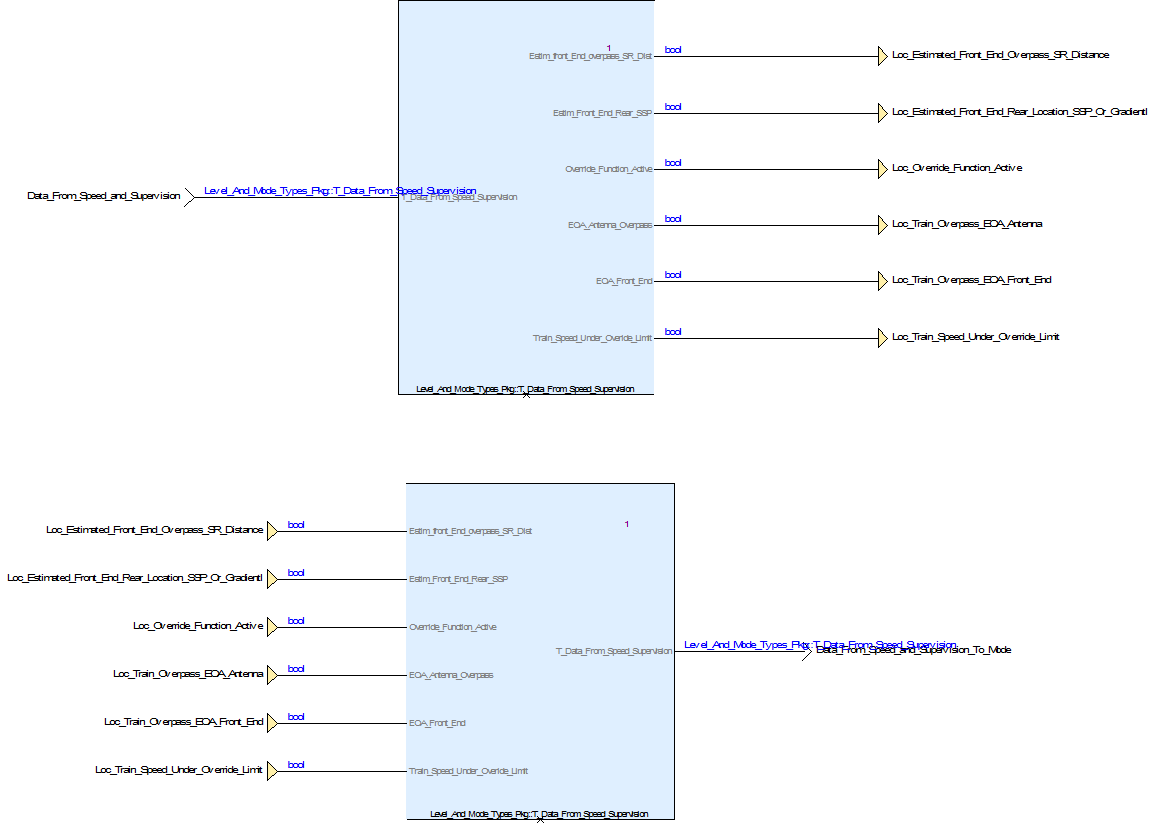 1
Estim_front_End_overpass_SR_Dist
bool
Loc_Estimated_Front_End_Overpass_SR_Distance
Estim_Front_End_Rear_SSP
bool
Loc_Estimated_Front_End_Rear_Location_SSP_Or_Gradientl
Override_Function_Active
bool
Loc_Override_Function_Active
Data_From_Speed_and_Supervision
Level_And_Mode_Types_Pkg::T_Data_From_Speed_Supervision
T_Data_From_Speed_Supervision
EOA_Antenna_Overpass
bool
Loc_Train_Overpass_EOA_Antenna
EOA_Front_End
bool
Loc_Train_Overpass_EOA_Front_End
Train_Speed_Under_Override_Limit
bool
Loc_Train_Speed_Under_Override_Limit
Level_And_Mode_Types_Pkg::T_Data_From_Speed_Supervision
Loc_Estimated_Front_End_Overpass_SR_Distance
bool
Estim_front_End_overpass_SR_Dist
1
Loc_Estimated_Front_End_Rear_Location_SSP_Or_Gradientl
bool
Estim_Front_End_Rear_SSP
Loc_Override_Function_Active
bool
Override_Function_Active
T_Data_From_Speed_Supervision
Level_And_Mode_Types_Pkg::T_Data_From_Speed_Supervision
Data_From_Speed_and_Supervision_To_Mode
Loc_Train_Overpass_EOA_Antenna
bool
EOA_Antenna_Overpass
Loc_Train_Overpass_EOA_Front_End
bool
EOA_Front_End
Loc_Train_Speed_Under_Override_Limit
bool
Train_Speed_Under_Override_Limit
Level_And_Mode_Types_Pkg::T_Data_From_Speed_Supervision